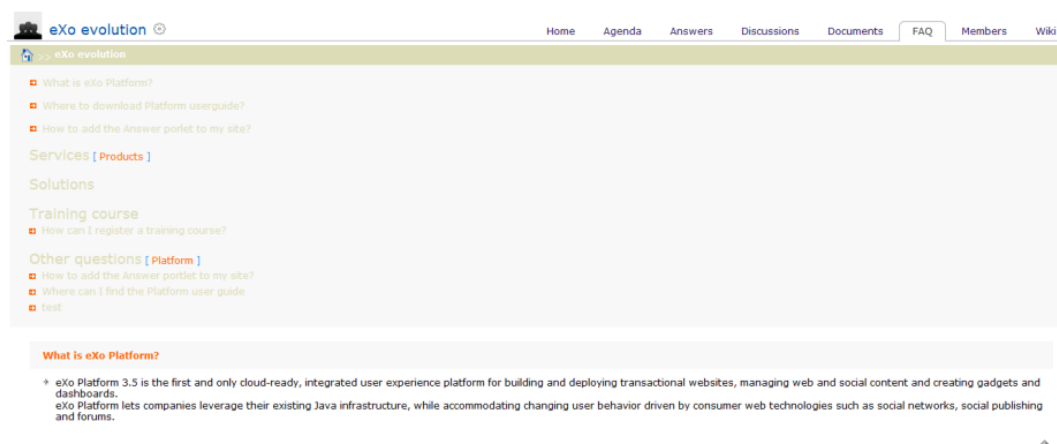 eXo evolution
Home Agenda Answers Discussions Documents FAQ Members Wiki
>> eXo evolution
What is eXo Platform?
Where to download Platform userguide?
How to add the Answer porlet to my site?
Services [ Products ]
Solutions
Training course
How can I register a training course?
Other questions [ Platform ]
How to add the Answer portlet to my site?
Where can I find the Platform user guide
test
What is eXo Platform?
eXo Platform 3.5 is the first and only cloud-ready, integrated user experience platform for building and deploying transactional websites, managing web and social content and creating gadgets and
dashboards.
eXo Platform lets companies leverage their existing Java infrastructure, while accommodating changing user behavior driven by consumer web technologies such as social networks, social publishing
and forums.